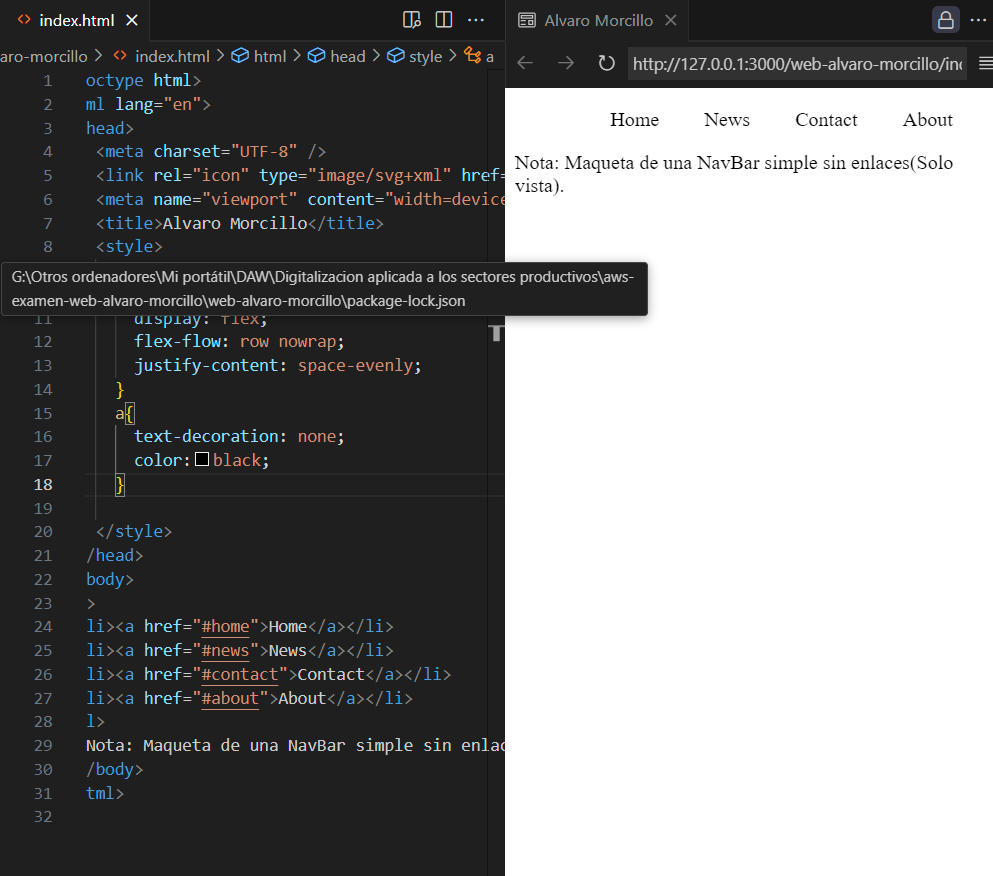 index.html
Alvaro Morcillo
aro-morcillo > index.html > html > head > style > a
http://127.0.0.1:3000/web-alvaro-morcillo/in
1 octype html>
2 ml lang="en">
3 head>
4 <meta charset="UTF-8" />
5 <link rel="icon" type="image/svg+xml" href=
6 <meta name="viewport" content="width=device
7 <title>Alvaro Morcillo</title>
8 <style>
G:\Otros ordenadores\Mi portátil\DAW\Digitalizacion aplicada a los sectores productivos\aws-
examen-web-alvaro-morcillo\web-alvaro-morcillo\package-lock.json
11 display: flex;
12 flex-flow: row nowrap;
13 justify-content: space-evenly;
14 }
15 a{
16 text-decoration: none;
17 color: black;
18 }
19
20 </style>
21 /head>
22 body>
23 >
24 li><a href="#home">Home</a></li>
25 li><a href="#news">News</a></li>
26 li><a href="#contact">Contact</a></li>
27 li><a href="#about">About</a></li>
28 l>
29 Nota: Maqueta de una NavBar simple sin enlac
30 /body>
31 tml>
32
Home News Contact About
Nota: Maqueta de una NavBar simple sin enlaces(Solo
vista).